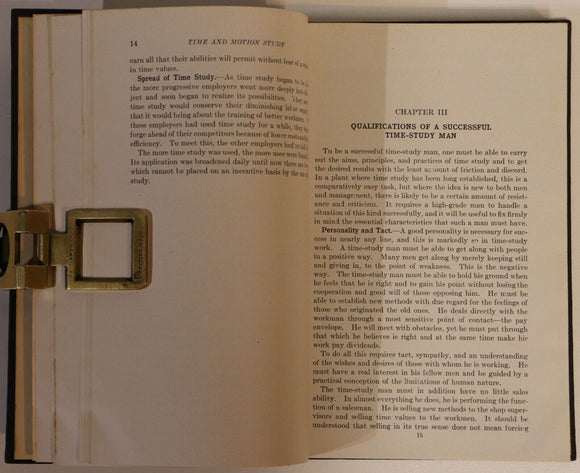 14 TIME AND MOTION STUDY
earn all that their abilities will permit without fear of a
in time values.
Spread of Time Study.—As time study began to be
the more progressive employers went more deeply into the
ject and soon began to realize its possibilities. They saw
time study would conserve their diminishing labor
that it would bring about the training of better workmen.
these employers had used time study for a while, they
forge ahead of their competitors because of lower costs and
efficiency. To meet this, the other employers had to
The more time study was used, the more uses were found
Its application was broadened daily until now there are
which cannot be placed on an incentive basis by the use of
study.
CHAPTER III
QUALIFICATIONS OF A SUCCESSFUL
TIME-STUDY MAN
To be a successful time-study man, one must be able to carry
out the aims, principles, and practices of time study and to get
the desired results with the least amount of friction and discord.
In a plant where time study has been long established, this is a
comparatively easy task, but where the idea is new to both men
and management, there is likely to be a certain amount of resist-
ance and criticism. It requires a high-grade man to handle a
situation of this kind successfully, and it will be useful to fix firmly
in mind the essential characteristics that such a man must have.
Personality and Tact.—A good personality is necessary for suc-
cess in nearly any line, and this is markedly so in time-study
work. A time-study man must be able to get along with people
in a positive way. Many men get along by merely keeping still
and giving in, to the point of weakness. This is the negative
way. The time-study man must be able to hold his ground when
he feels that he is right and to gain his point without losing the
cooperation and good will of those opposing him. He must be
able to establish new methods with due regard for the feelings of
those who originated the old ones. He deals directly with the
workman through a most sensitive point of contact—the pay
envelope. He will meet with obstacles, yet he must put through
that which he believes is right and at the same time make his
work pay dividends.
To do all this requires tact, sympathy, and an understanding
of the wishes and desires of those with whom he is working. He
must have a real interest in his fellow men and be guided by a
practical conception of the limitations of human nature.
The time-study man must in addition have no little sales
ability. In almost everything he does, he is performing the func-
tion of a salesman. He is selling new methods to the shop super-
visors and selling time values to the workmen. It should be
understood that selling in its true sense does not mean forcing
15